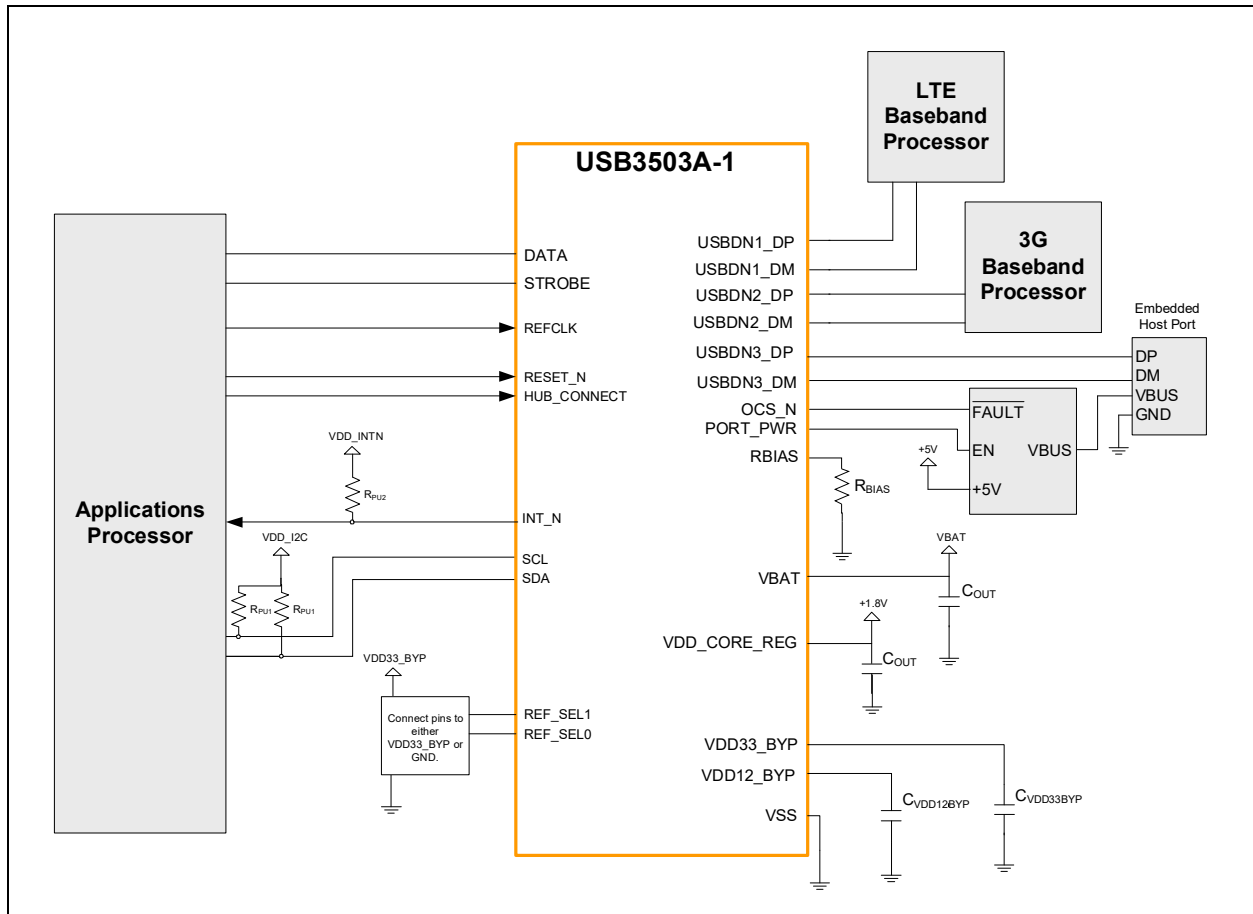 LTE
Baseband
Processor
USB3503A-1
3G
Baseband
Processor
Embedded
Host Port
Applications
Processor
DATA
STROBE
REFCLK
RESET_N
HUB_CONNECT
VDD_INTN
RPU2
INT_N
VDD_I2C
SCL
SDA
RPU1
RPU1
VDD33_BYP
Connect pins to
either
VDD33_BYP or
GND.
REF_SEL1
REF_SEL0
USBDN1_DP
USBDN1_DM
USBDN2_DP
USBDN2_DM
USBDN3_DP
USBDN3_DM
OCS_N
PORT_PWR
RBIAS
RBIAS
DP
DM
VBUS
GND
FAULT
EN
VBUS
+5V
+5V
VBAT
VBAT
COUT
VDD_CORE_REG
+1.8V
COUT
VDD33_BYP
VDD12_BYP
VSS
CVDD12BYP
CVDD33BYP